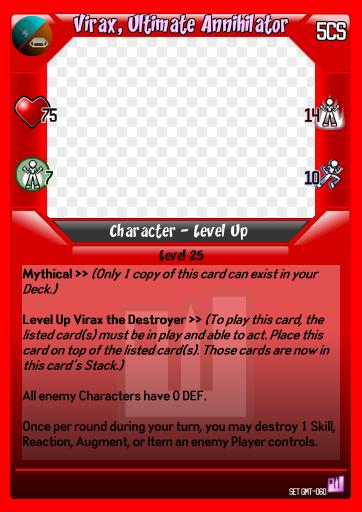 Virax, Ultimate Annihilator
5CS
75
14
7
10
Character - Level Up
Level 25
Mythical >> (Only 1 copy of this card can exist in your
Deck.)
Level Up Virax the Destroyer >> (To play this card, the
listed card(s) must be in play and able to act. Place this
card on top of the listed card(s). Those cards are now in
this card's Stack.)
All enemy Characters have 0 DEF.
Once per round during your turn, you may destroy 1 Skill,
Reaction, Augment, or Item an enemy Player controls.
SET GMT-060